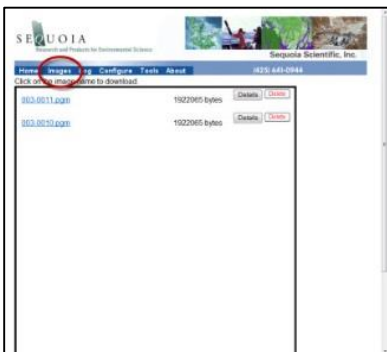 SEQUOIA
Research and Products for Environmental Science
Sequoia Scientific, Inc.
Home Images Log Configure Tools About (425) 641-0944
Click on the image name to download.
003-0011.pgm 1922065 bytes Details Delete
003-0010.pgm 1922065 bytes Details Delete